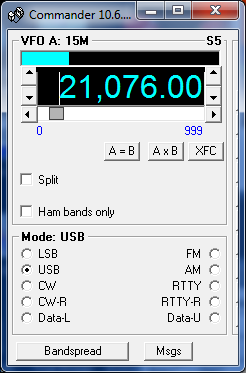 Commander 10.6....
VFO A: 15M S5
21,076.00
0 999
A = B A x B XFC
Split
Ham bands only
Mode: USB
LSB FM
USB AM
CW RTTY
CW-R RTTY-R
Data-L Data-U
Bandspread Msgs